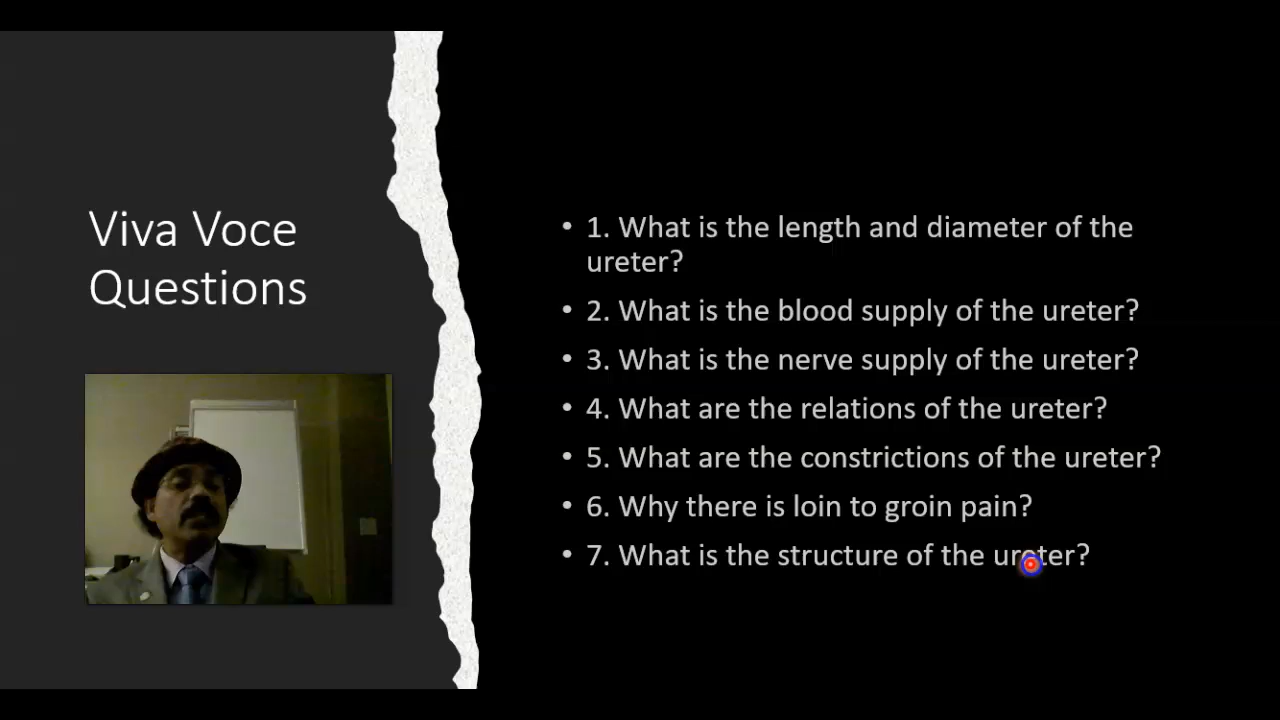 Viva Voce
Questions
• 1. What is the length and diameter of the
ureter?
• 2. What is the blood supply of the ureter?
• 3. What is the nerve supply of the ureter?
• 4. What are the relations of the ureter?
• 5. What are the constrictions of the ureter?
• 6. Why there is loin to groin pain?
• 7. What is the structure of the ureter?